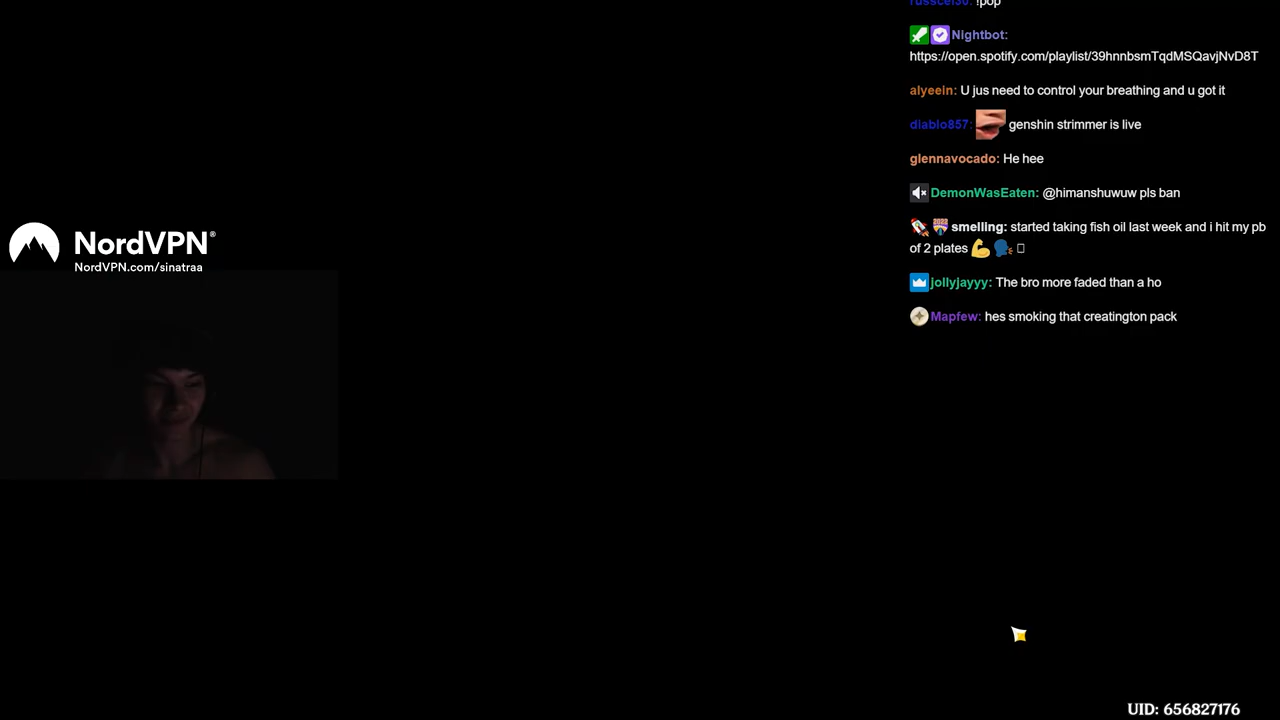 russcel30: !pop
Nightbot:
https://open.spotify.com/playlist/39hnnbsmTqdMSQavjNvD8T
alyeein: U jus need to control your breathing and u got it
diablo857: genshin strimmer is live
glennavocado: He hee
DemonWasEaten: @himanshuwuw pls ban
smelling: started taking fish oil last week and i hit my pb
of 2 plates
jollyjayyy: The bro more faded than a ho
Mapfew: hes smoking that creatington pack
NordVPN®
NordVPN.com/sinatraa
UID: 656827176